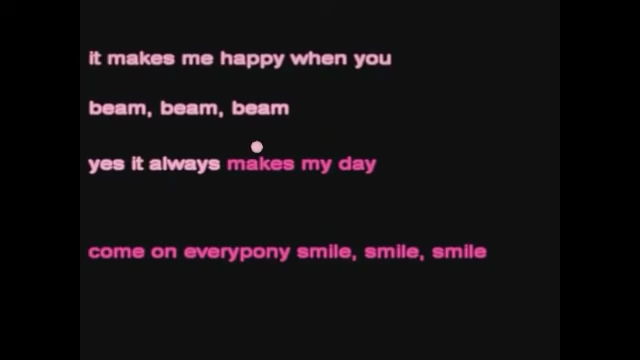 it makes me happy when you
beam, beam, beam
yes it always makes my day
come on everypony smile, smile, smile